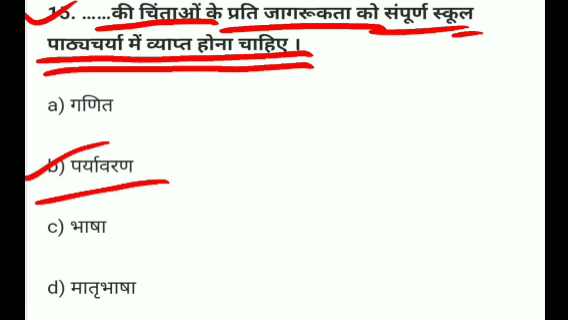 15. ......की चिंताओं के प्रति जागरूकता को संपूर्ण स्कूल
पाठ्यचर्या में व्याप्त होना चाहिए ।
a) गणित
b) पर्यावरण
c) भाषा
d) मातृभाषा